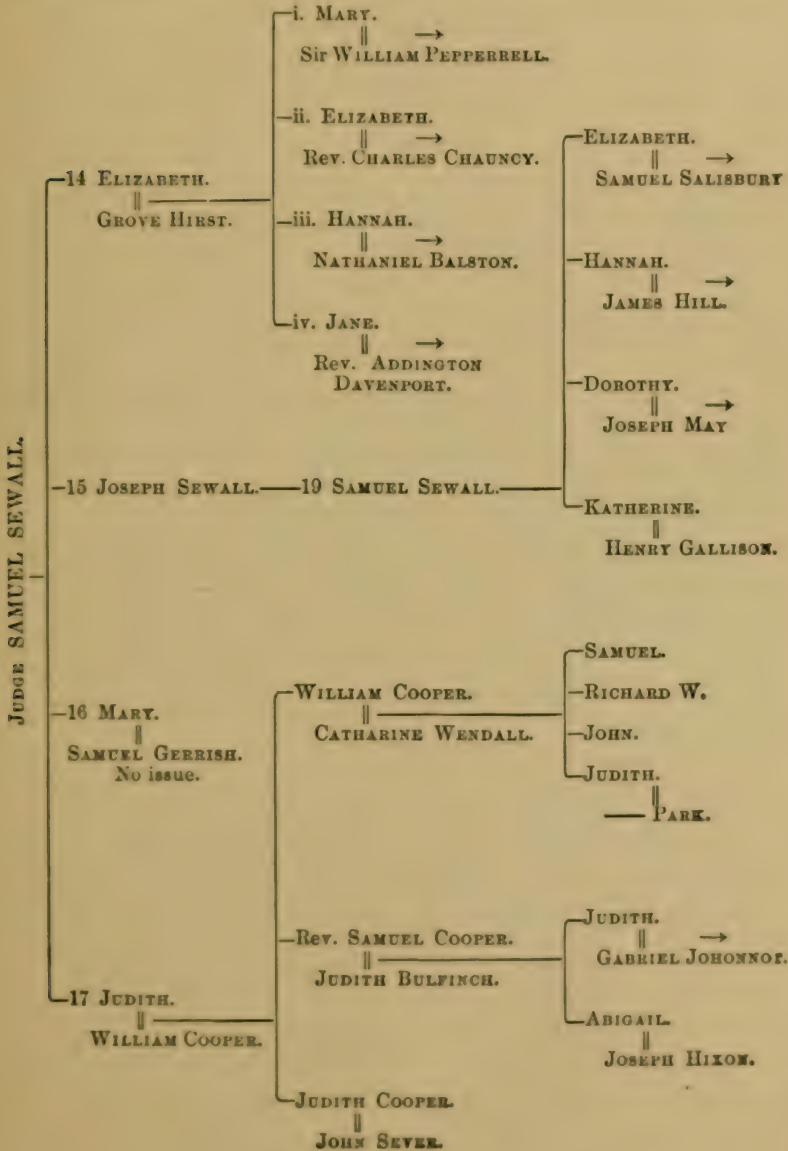 JUDGE SAMUEL SEWALL.
14 ELIZABETH.
GROVE HIRST.
i. MARY.
Sir WILLIAM PEPPERRELL.
ii. ELIZABETH.
Rev. CHARLES CHAUNCY.
iii. HANNAH.
NATHANIEL BALSTON.
iv. JANE.
Rev. ADDINGTON
DAVENPORT.
15 JOSEPH SEWALL.—19 SAMUEL SEWALL.
ELIZABETH.
SAMUEL SALISBURY
HANNAH.
JAMES HILL.
DOROTHY.
JOSEPH MAY
KATHERINE.
HENRY GALLISON.
16 MARY.
SAMUEL GERRISH.
No issue.
17 JUDITH.
WILLIAM COOPER.
WILLIAM COOPER.
CATHARINE WENDALL.
SAMUEL.
RICHARD W.
JOHN.
JUDITH.
—— PARK.
Rev. SAMUEL COOPER.
JUDITH BULFINCH.
JUDITH.
GABRIEL JOHONNOT.
ABIGAIL.
JOSEPH HIXON.
JUDITH COOPER.
JOHN SEVER.